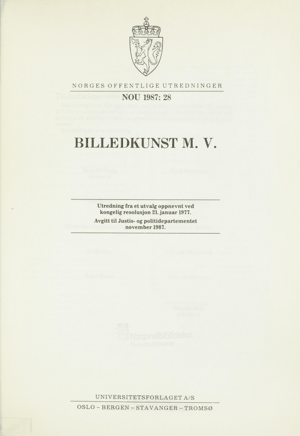 NORGES OFFENTLIGE UTREDNINGER
NOU 1987: 28
BILLEDKUNST M. V.
Utredning fra et utvalg oppnevnt ved
kongelig resolusjon 21. januar 1977.
Avgitt til Justis- og politidepartementet
november 1987.
UNIVERSITETSFORLAGET A/S
OSLO – BERGEN – STAVANGER – TROMSØ